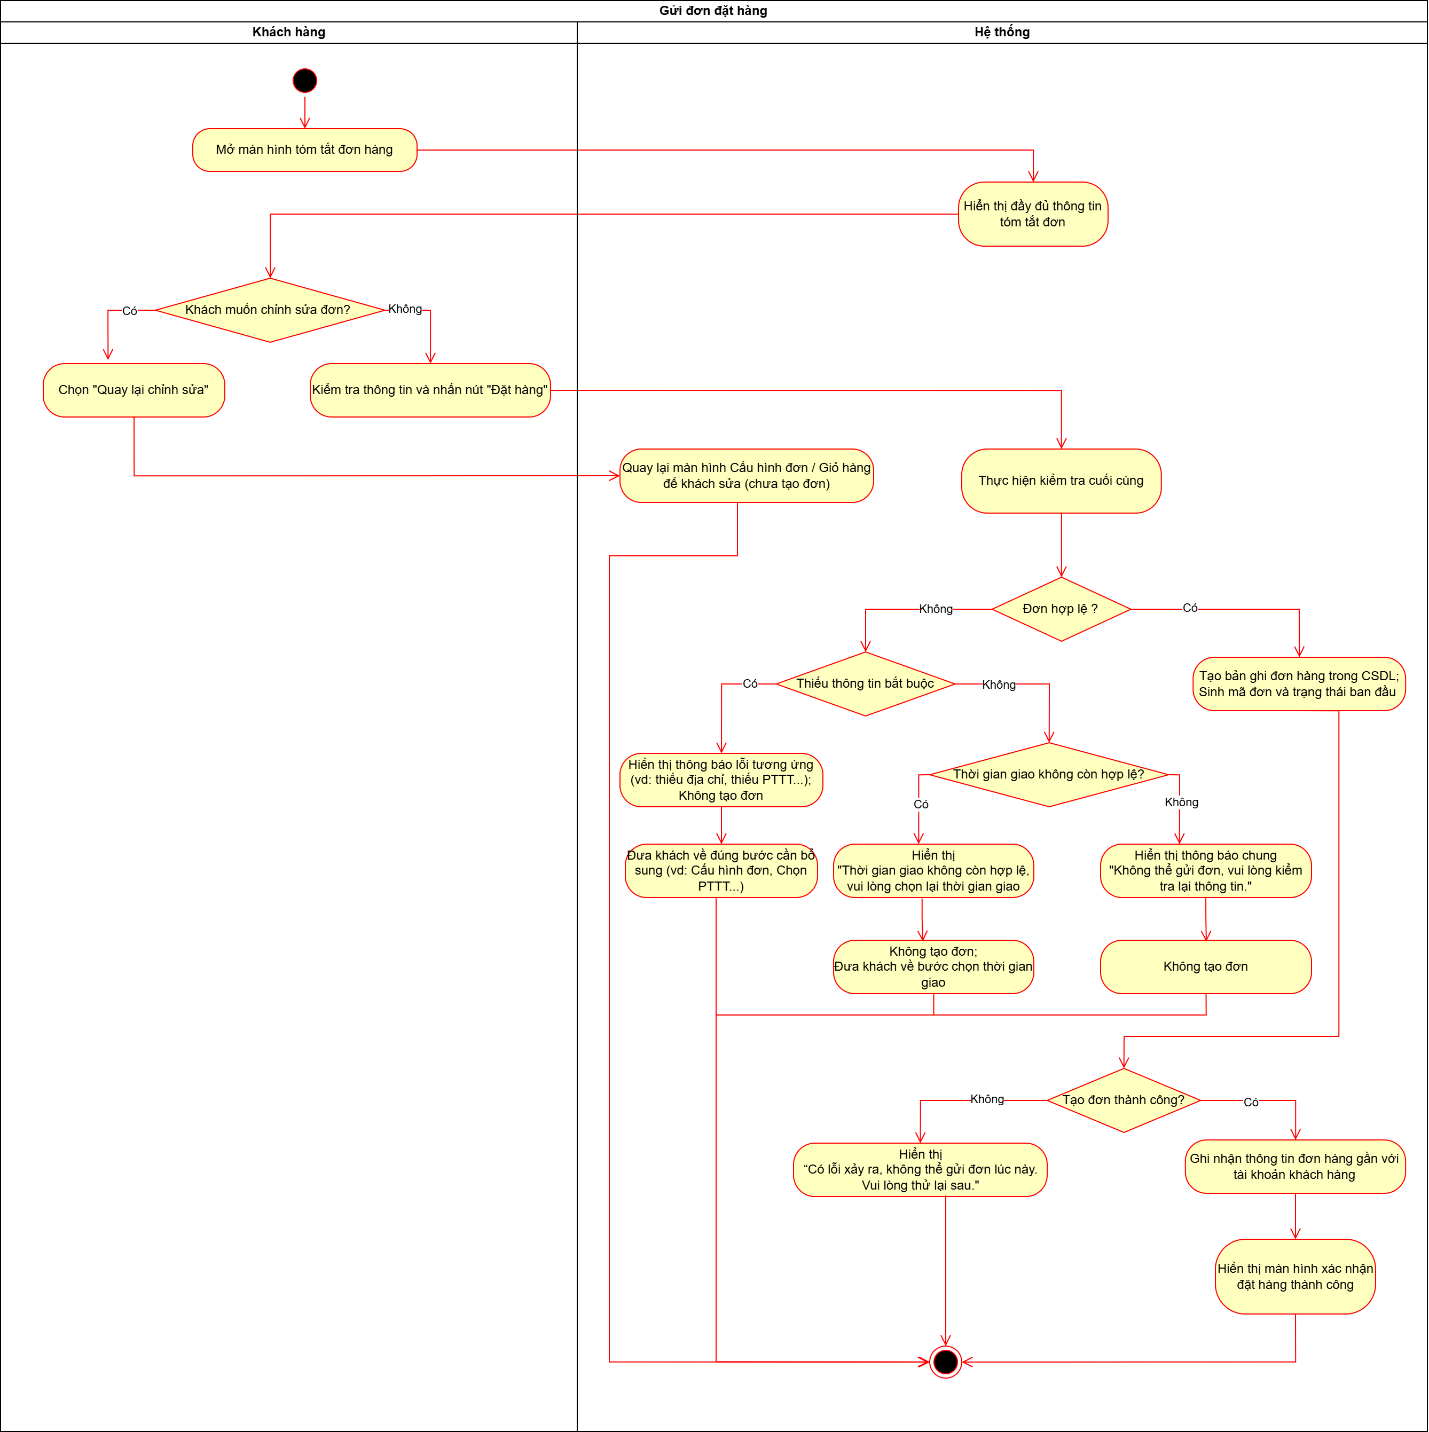 Gửi đơn đặt hàng
Khách hàng
Hệ thống
Mở màn hình tóm tắt đơn hàng
Hiển thị đầy đủ thông tin
tóm tắt đơn
Khách muốn chỉnh sửa đơn?
Có
Không
Chọn "Quay lại chỉnh sửa"
Kiểm tra thông tin và nhấn nút "Đặt hàng"
Quay lại màn hình Cấu hình đơn / Giỏ hàng
để khách sửa (chưa tạo đơn)
Thực hiện kiểm tra cuối cùng
Đơn hợp lệ ?
Không
Có
Thiếu thông tin bắt buộc
Có
Không
Tạo bản ghi đơn hàng trong CSDL;
Sinh mã đơn và trạng thái ban đầu
Hiển thị thông báo lỗi tương ứng
(vd: thiếu địa chỉ, thiếu PTTT...);
Không tạo đơn
Thời gian giao không còn hợp lệ?
Có
Không
Đưa khách về đúng bước cần bổ
sung (vd: Cấu hình đơn, Chọn
PTTT...)
Hiển thị
"Thời gian giao không còn hợp lệ,
vui lòng chọn lại thời gian giao
Hiển thị thông báo chung
"Không thể gửi đơn, vui lòng kiểm
tra lại thông tin."
Không tạo đơn;
Đưa khách về bước chọn thời gian
giao
Không tạo đơn
Tạo đơn thành công?
Không
Có
Hiển thị
“Có lỗi xảy ra, không thể gửi đơn lúc này.
Vui lòng thử lại sau."
Ghi nhận thông tin đơn hàng gắn với
tài khoản khách hàng
Hiển thị màn hình xác nhận
đặt hàng thành công